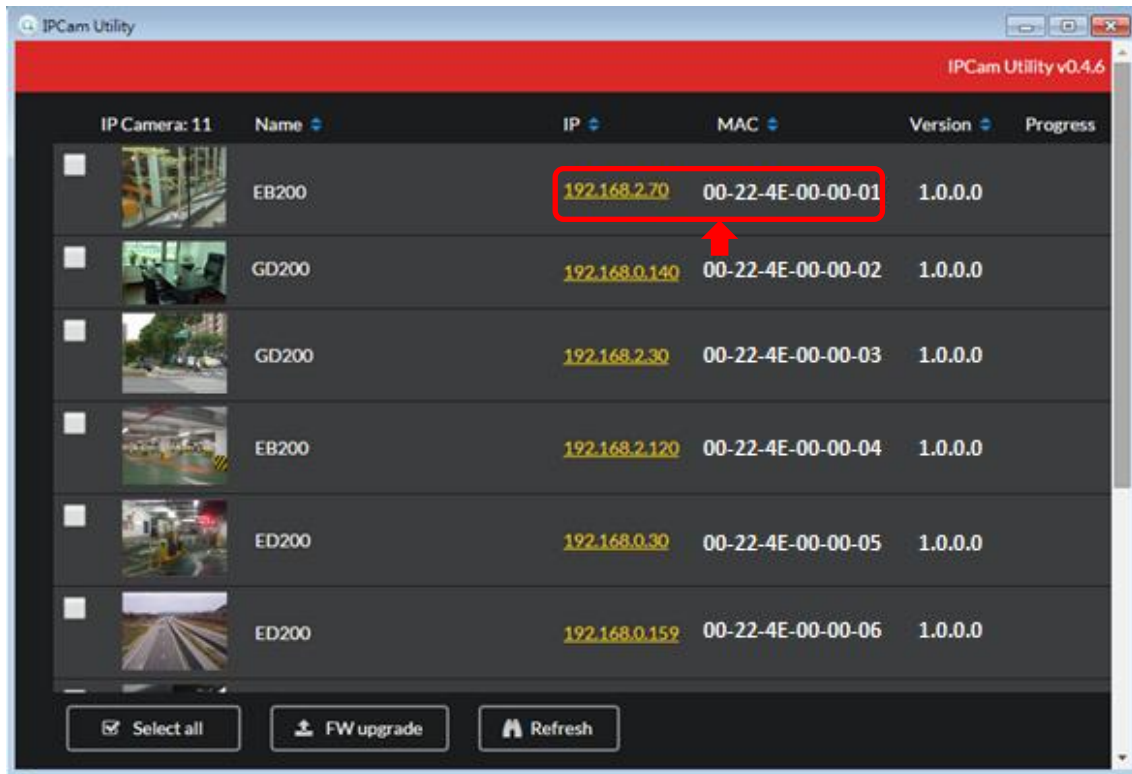 IPCam Utility
IPCam Utility v0.4.6
IP Camera: 11 Name IP MAC Version Progress
EB200 192.168.2.70 00-22-4E-00-00-01 1.0.0.0
GD200 192.168.0.140 00-22-4E-00-00-02 1.0.0.0
GD200 192.168.2.30 00-22-4E-00-00-03 1.0.0.0
EB200 192.168.2.120 00-22-4E-00-00-04 1.0.0.0
ED200 192.168.0.30 00-22-4E-00-00-05 1.0.0.0
ED200 192.168.0.159 00-22-4E-00-00-06 1.0.0.0
Select all FW upgrade Refresh